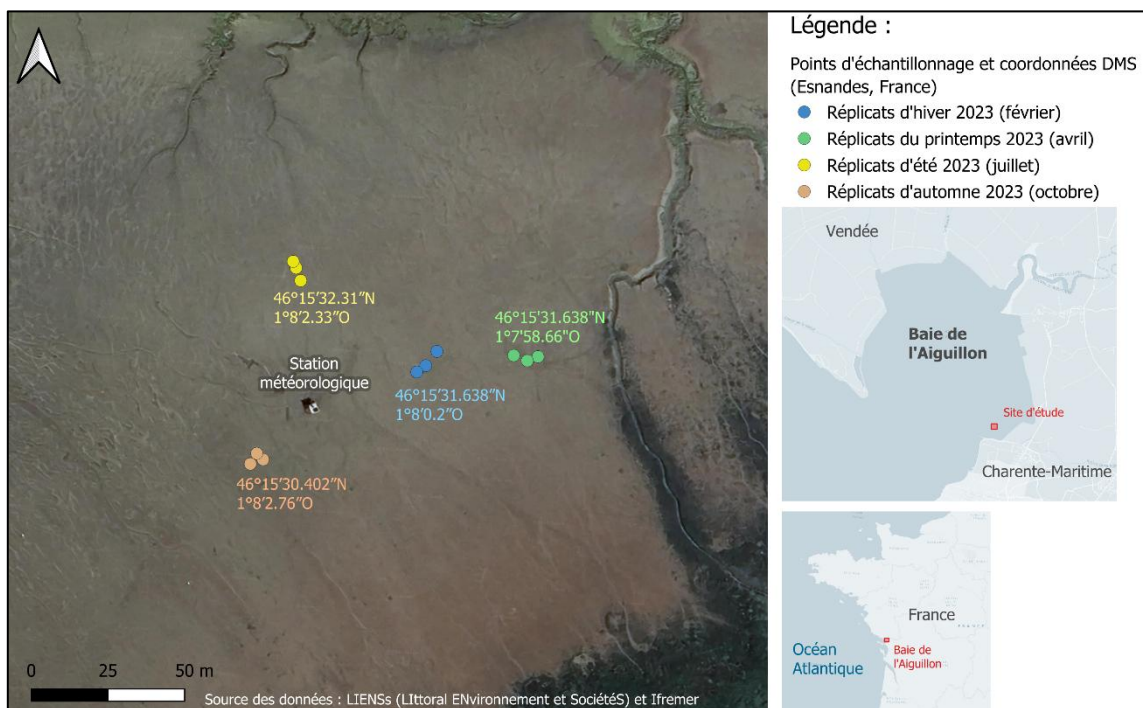 46°15'32.31"N
1°8'2.33"O
46°15'31.638"N
1°7'58.66"O
Station
météorologique
46°15'31.638"N
1°8'0.2"O
46°15'30.402"N
1°8'2.76"O
0 25 50 m
Source des données : LIENSs (LIttoral ENvironnement et SociétéS) et Ifremer
Légende :
Points d'échantillonnage et coordonnées DMS
(Esnandes, France)
Réplicats d'hiver 2023 (février)
Réplicats du printemps 2023 (avril)
Réplicats d'été 2023 (juillet)
Réplicats d'automne 2023 (octobre)
Vendée
Baie de
l'Aiguillon
Site d'étude
Charente-Maritime
France
FRANCE
Océan
Atlantique
Baie de
l'Aiguillon